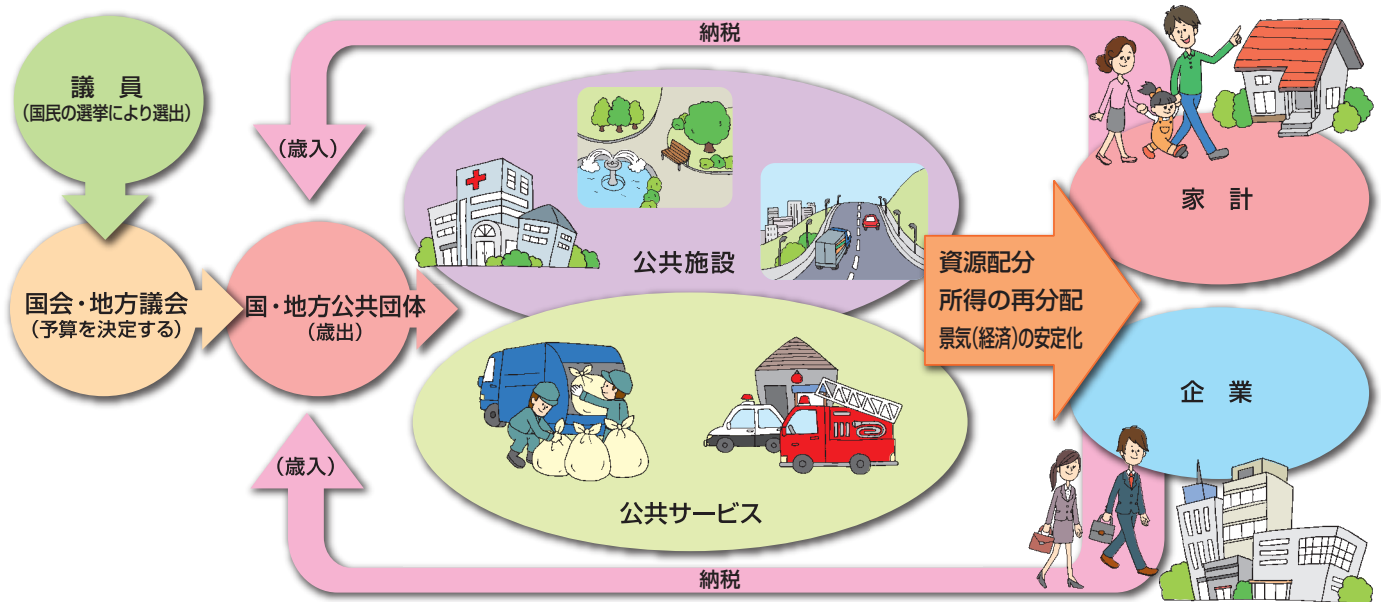 納税
議　員
（国民の選挙により選出）
（歳入）
国会・地方議会
（予算を決定する）
国・地方公共団体
（歳出）
公共施設
公共サービス
資源配分
所得の再分配
景気（経済）の安定化
家　計
企　業
（歳入）
納税